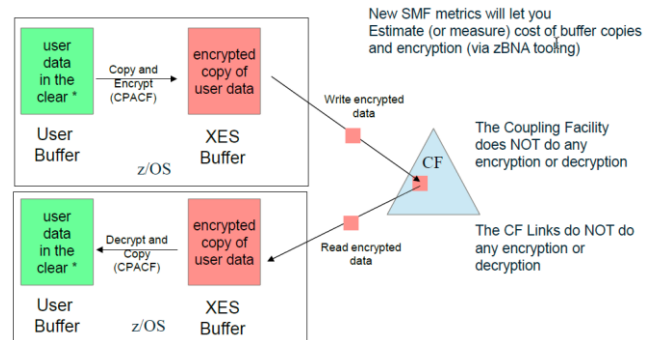 New SMF metrics will let you
Estimate (or measure) cost of buffer copies
and encryption (via zBNA tooling)
user
data
in the
clear *
Copy and
Encrypt
(CPACF)
encrypted
copy of
user data
User
Buffer
z/OS
XES
Buffer
Write encrypted
data
CF
The Coupling Facility
does NOT do any
encryption or decryption
user
data
in the
clear *
Decrypt and
Copy
(CPACF)
encrypted
copy of
user data
Read encrypted
data
The CF Links do NOT do
any encryption or
decryption
User
Buffer
z/OS
XES
Buffer